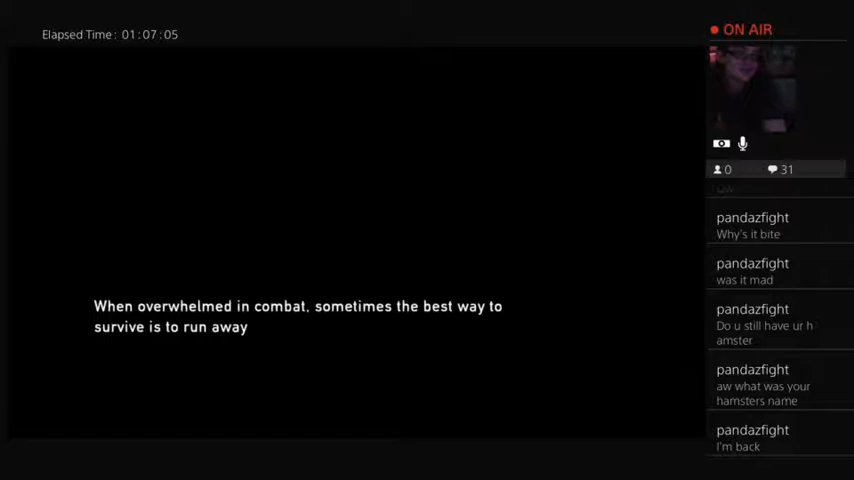 Elapsed Time: 01:07:05
ON AIR
0
31
pandazfight
Why's it bite
pandazfight
was it mad
pandazfight
Do u still have ur h
amster
pandazfight
aw what was your
hamsters name
pandazfight
I'm back
When overwhelmed in combat, sometimes the best way to
survive is to run away